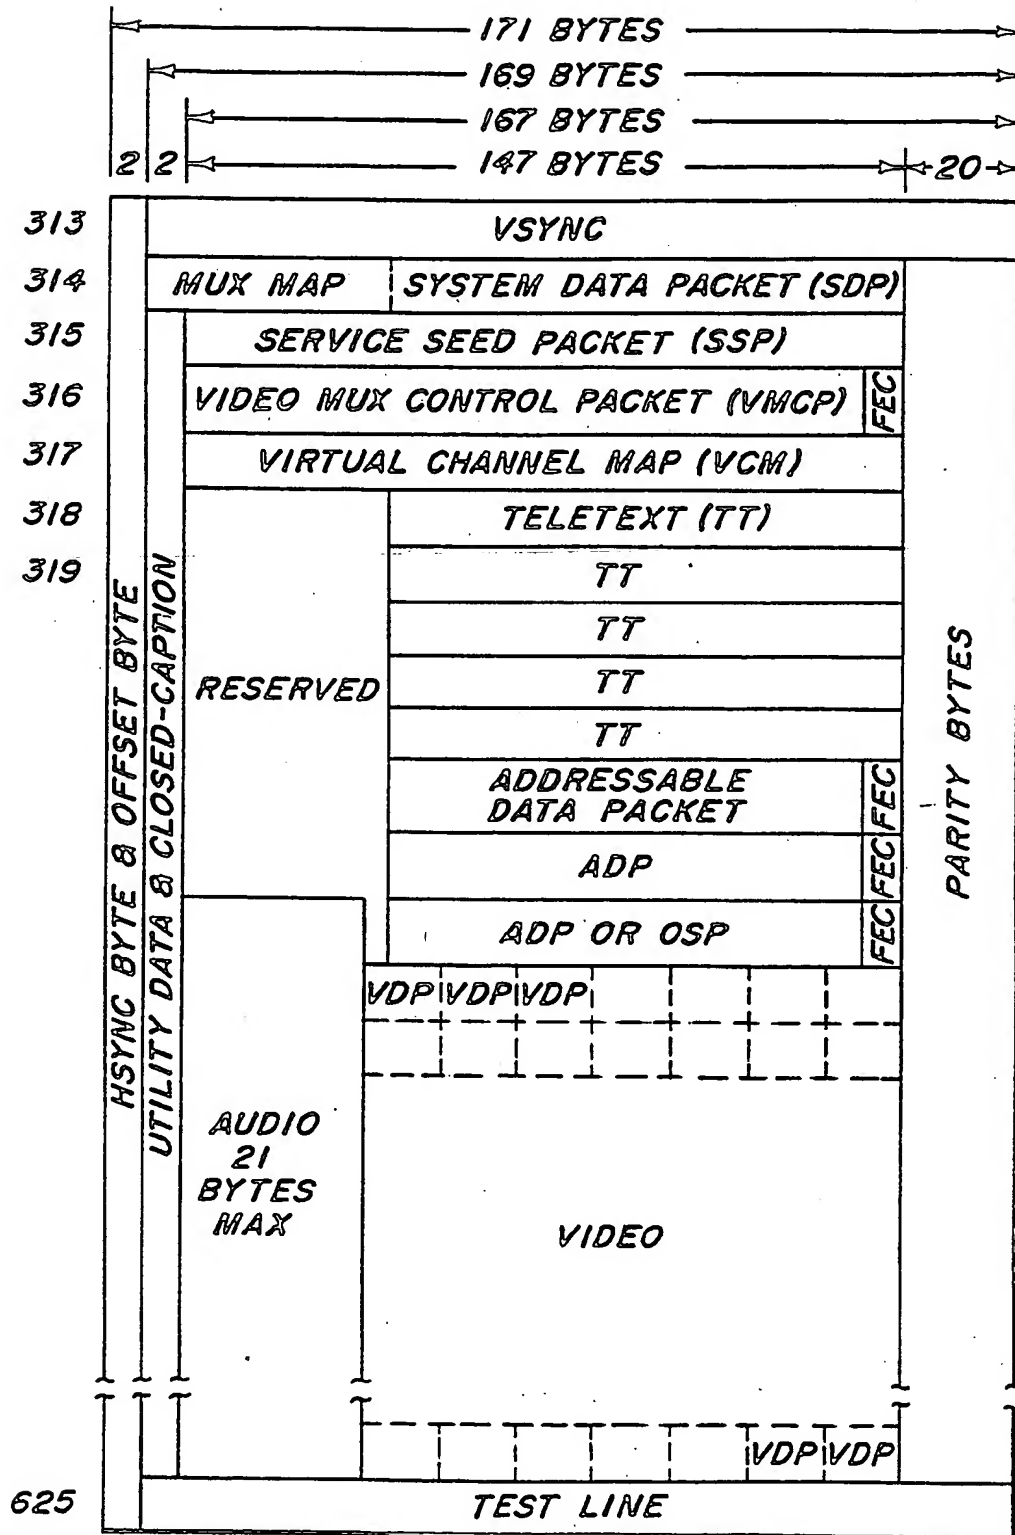 171 BYTES
169 BYTES
167 BYTES
2 2 147 BYTES 20
313 VSYNC
314 MUX MAP SYSTEM DATA PACKET (SDP)
315 SERVICE SEED PACKET (SSP)
316 VIDEO MUX CONTROL PACKET (VMCP) FEC
317 VIRTUAL CHANNEL MAP (VCM)
318 TELETEXT (TT)
319 TT
TT
RESERVED TT
TT
ADDRESSABLE
DATA PACKET FEC
ADP FEC
ADP OR OSP FEC
HSYNC BYTE & OFFSET BYTE
UTILITY DATA & CLOSED-CAPTION
PARITY BYTES
VDP VDP VDP
AUDIO
21
BYTES
MAX
VIDEO
VDP VDP
625 TEST LINE